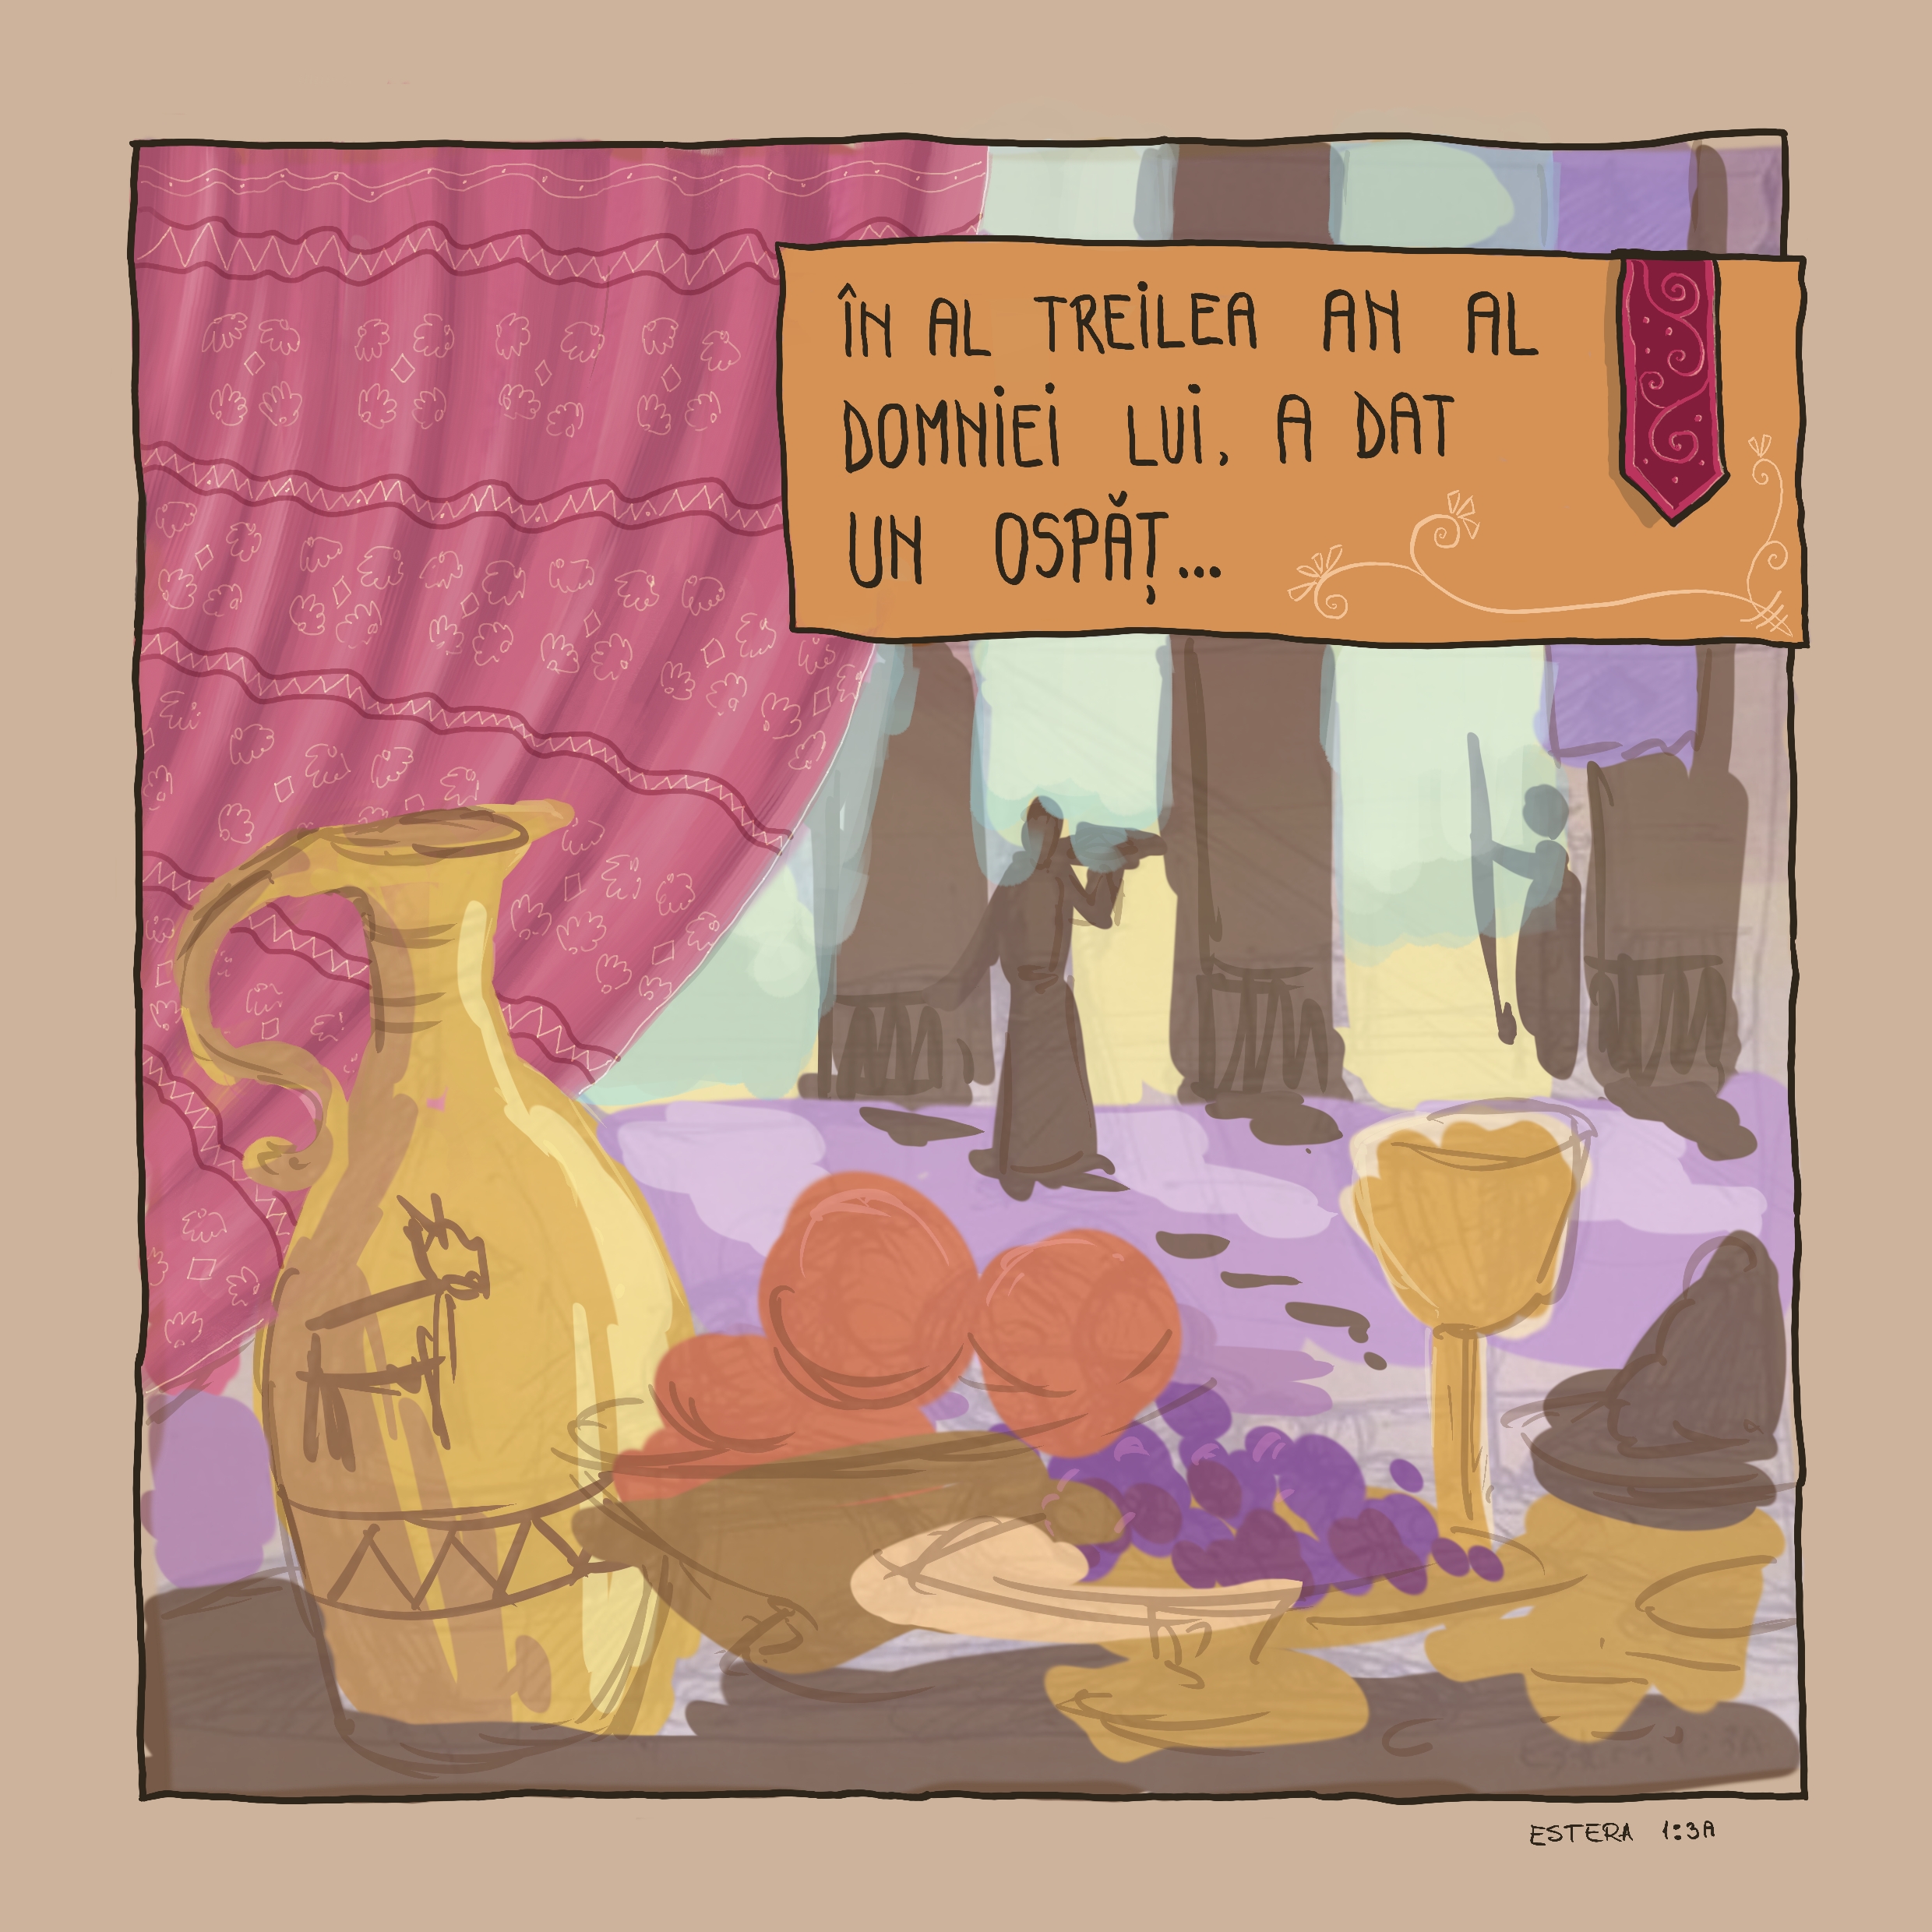 ÎN AL TREILEA AN AL
DOMNIEI LUI, A DAT
UN OSPĂȚ...
ESTERA 1:3A